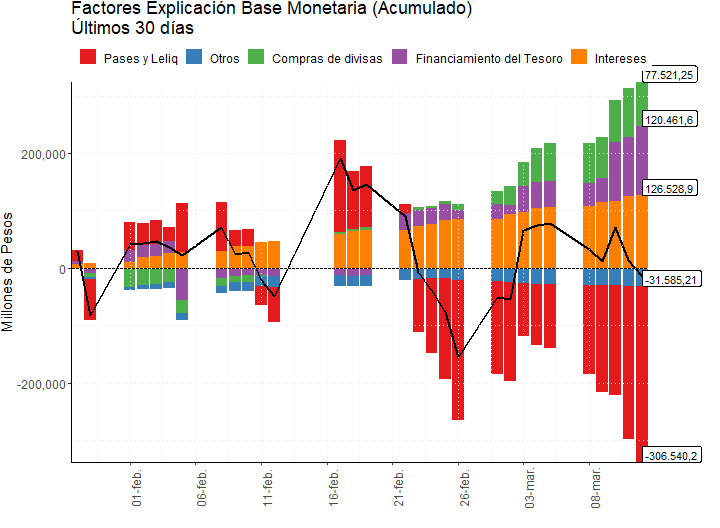 Factores Explicación Base Monetaria (Acumulado)
Últimos 30 días
Pases y Leliq
Otros
Compras de divisas
Financiamiento del Tesoro
Intereses
Millones de Pesos
200,000
0
-200,000
77.521,25
120.461,6
126.528,9
-31.585,21
-306.540,2
01-feb.
06-feb.
11-feb.
16-feb.
21-feb.
26-feb.
03-mar.
08-mar.